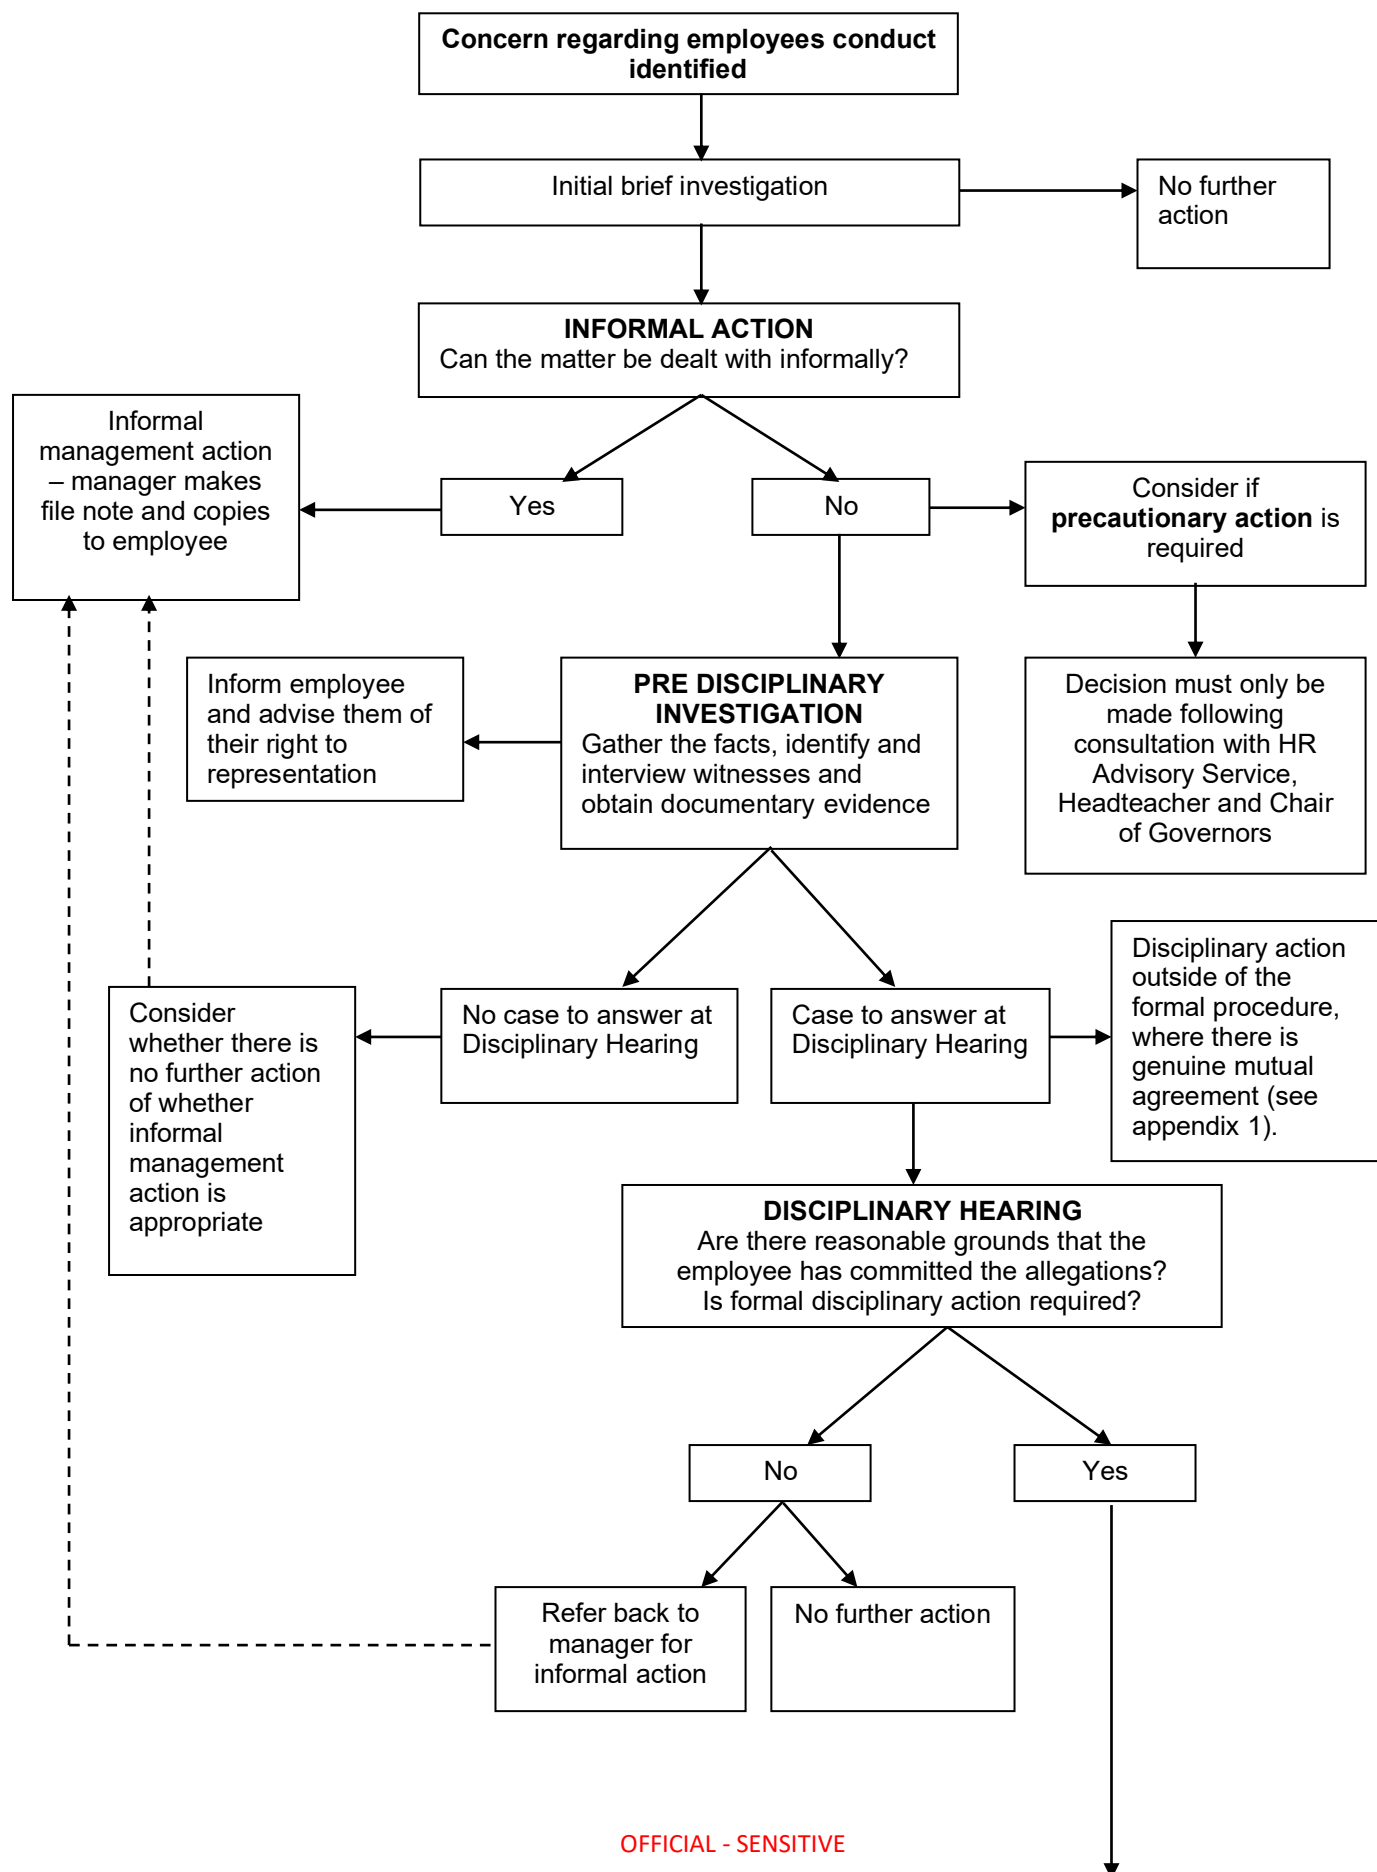 Concern regarding employees conduct
identified
Initial brief investigation
No further
action
INFORMAL ACTION
Can the matter be dealt with informally?
Informal
management action
– manager makes
file note and copies
to employee
Yes
No
Consider if
precautionary action is
required
Inform employee
and advise them of
their right to
representation
PRE DISCIPLINARY
INVESTIGATION
Gather the facts, identify and
interview witnesses and
obtain documentary evidence
Decision must only be
made following
consultation with HR
Advisory Service,
Headteacher and Chair
of Governors
Consider
whether there is
no further action
of whether
informal
management
action is
appropriate
No case to answer at
Disciplinary Hearing
Case to answer at
Disciplinary Hearing
Disciplinary action
outside of the
formal procedure,
where there is
genuine mutual
agreement (see
appendix 1).
DISCIPLINARY HEARING
Are there reasonable grounds that the
employee has committed the allegations?
Is formal disciplinary action required?
No
Yes
Refer back to
manager for
informal action
No further action
OFFICIAL - SENSITIVE